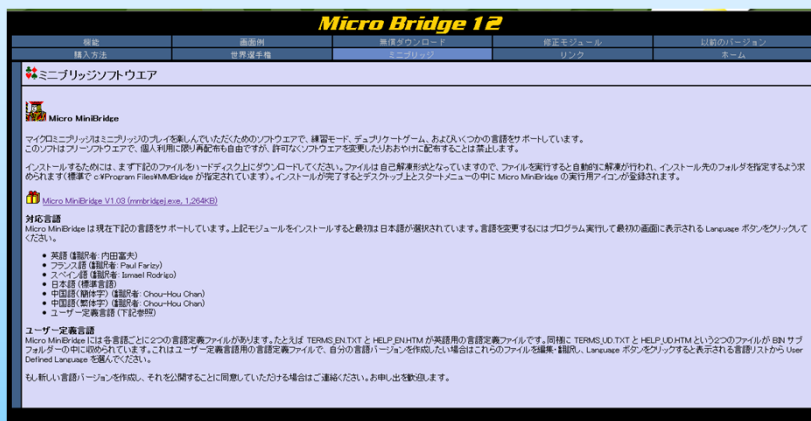 Micro Bridge 12
機能 画面例 無償ダウンロード 修正モジュール 以前のバージョン
購入方法 世界選手権 ミニブリッジ リンク ホーム
ミニブリッジソフトウエア
Micro MiniBridge
マイクロミニブリッジはミニブリッジのプレイを楽しんでいただくためのソフトウエアで、練習モード、デュプリケートゲーム、およびいくつかの言語をサポートしています。
このソフトはフリーソフトウエアで、個人利用に限り再配布も自由ですが、許可なくソフトウエアを変更したりおおやけに配布することは禁止します。
インストールするためには、まず下記のファイルをハードディスク上にダウンロードしてください。ファイルは自己解凍形式となっていますので、ファイルを実行すると自動的に解凍が行われ、インストール先のフォルダを指定するよう求
められます(標準で c:¥Program Files¥MMBridge が指定されています)。インストールが完了するとデスクトップ上とスタートメニューの中に Micro MiniBridge の実行用アイコンが登録されます。
Micro MiniBridge V1.03 (mmbridgej.exe, 1,264KB)
対応言語
Micro MiniBridge は現在下記の言語をサポートしています。上記モジュールをインストールすると最初は日本語が選択されています。言語を変更するにはプログラム実行して最初の画面に表示される Language ボタンをクリックして
ください。
英語 (翻訳者: 内田富夫)
フランス語 (翻訳者: Paul Farizy)
スペイン語 (翻訳者: Ismael Rodrigo)
日本語 (標準言語)
中国語(簡体字) (翻訳者: Chou-Hou Chan)
中国語(繁体字) (翻訳者: Chou-Hou Chan)
ユーザー定義言語 (下記参照)
ユーザー定義言語
Micro MiniBridge には各言語ごとに2つの言語定義ファイルがあります。たとえば TERMS_EN.TXT と HELP_EN.HTM が英語用の言語定義ファイルです。同様に TERMS_UD.TXT と HELP_UD.HTM という2つのファイルが BIN サブ
フォルダーの中に収められています。これはユーザー定義言語用の言語定義ファイルで、自分の言語バージョンを作成したい場合はこれらのファイルを編集・翻訳し、Language ボタンをクリックすると表示される言語リストから User
Defined Language を選んでください。
もし新しい言語バージョンを作成し、それを公開することに同意していただける場合はご連絡ください。お申し出を歓迎します。